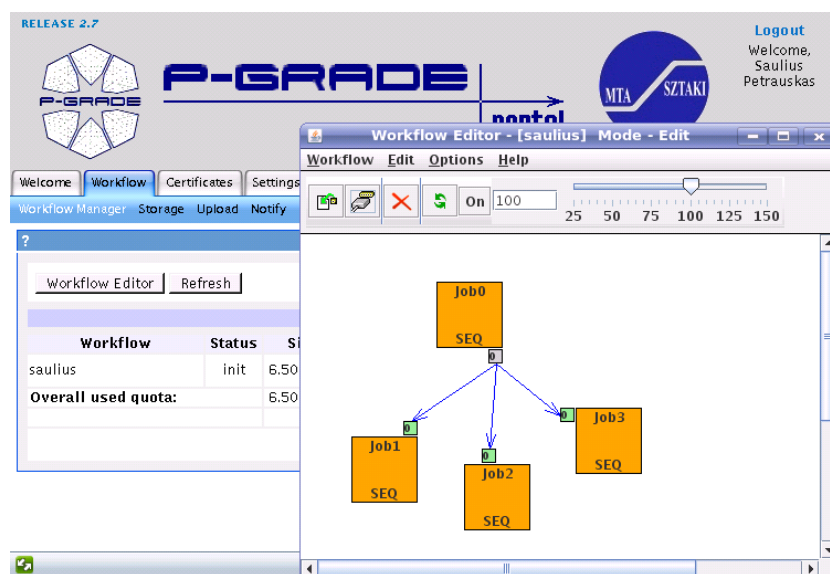 RELEASE 2.7
Logout
Welcome,
Saulius
Petrauskas
P-GRADE
P-GRADE
portal
MTA SZTAKI
Welcome Workflow Certificates Settings
Workflow Manager Storage Upload Notify
?
Workflow Editor Refresh
Workflow Status Si
saulius init 6.50
Overall used quota: 6.50
Workflow Editor - [saulius] Mode - Edit
Workflow Edit Options Help
On 100
25 50 75 100 125 150
Job0
SEQ
0
0
Job1
SEQ
0
Job2
SEQ
0
Job3
SEQ